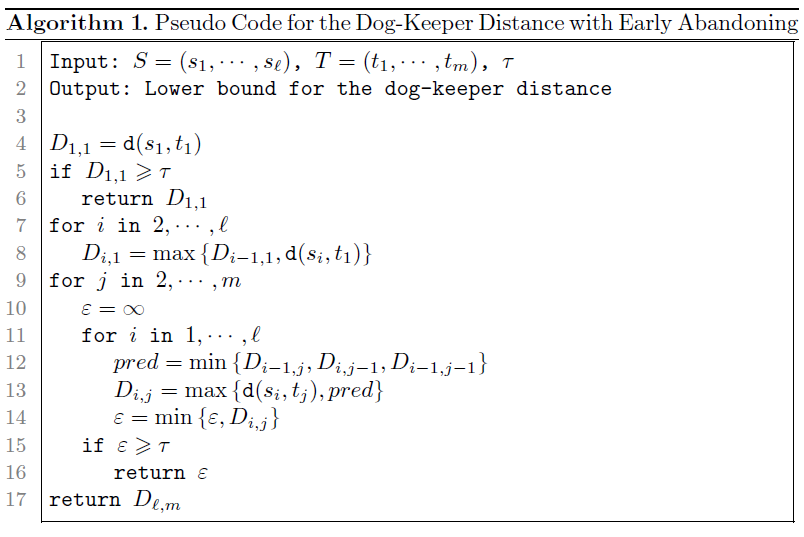 Algorithm 1. Pseudo Code for the Dog-Keeper Distance with Early Abandoning
1 Input: S = (s₁, ⋯ , sℓ), T = (t₁, ⋯ , tₘ), τ
2 Output: Lower bound for the dog-keeper distance
3
4 D₁,₁ = d(s₁, t₁)
5 if D₁,₁ ⩾ τ
6 return D₁,₁
7 for i in 2, ⋯ , ℓ
8 Dᵢ,₁ = max {Dᵢ₋₁,₁, d(sᵢ, t₁)}
9 for j in 2, ⋯ , m
10 ε = ∞
11 for i in 1, ⋯ , ℓ
12 pred = min {Dᵢ₋₁,ⱼ, Dᵢ,ⱼ₋₁, Dᵢ₋₁,ⱼ₋₁}
13 Dᵢ,ⱼ = max {d(sᵢ, tⱼ), pred}
14 ε = min {ε, Dᵢ,ⱼ}
15 if ε ⩾ τ
16 return ε
17 return Dℓ,ₘ